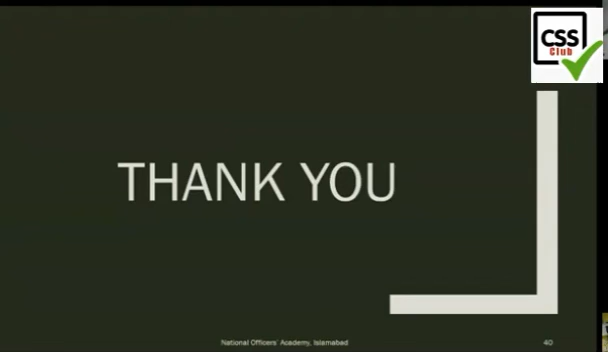 CSS
Club
THANK YOU
National Officers' Academy, Islamabad
40